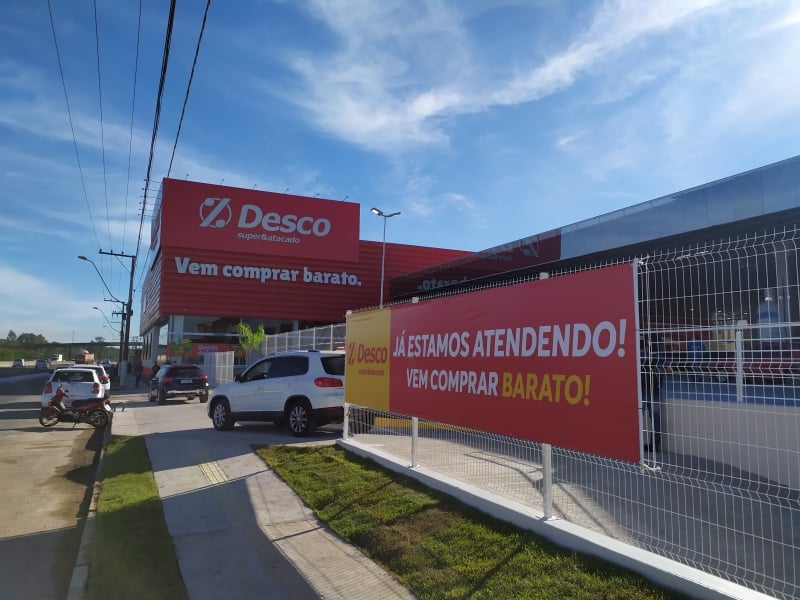 Desco
super&atacado
Vem comprar barato.
Desco
super&atacado
JÁ ESTAMOS ATENDENDO!
VEM COMPRAR BARATO!